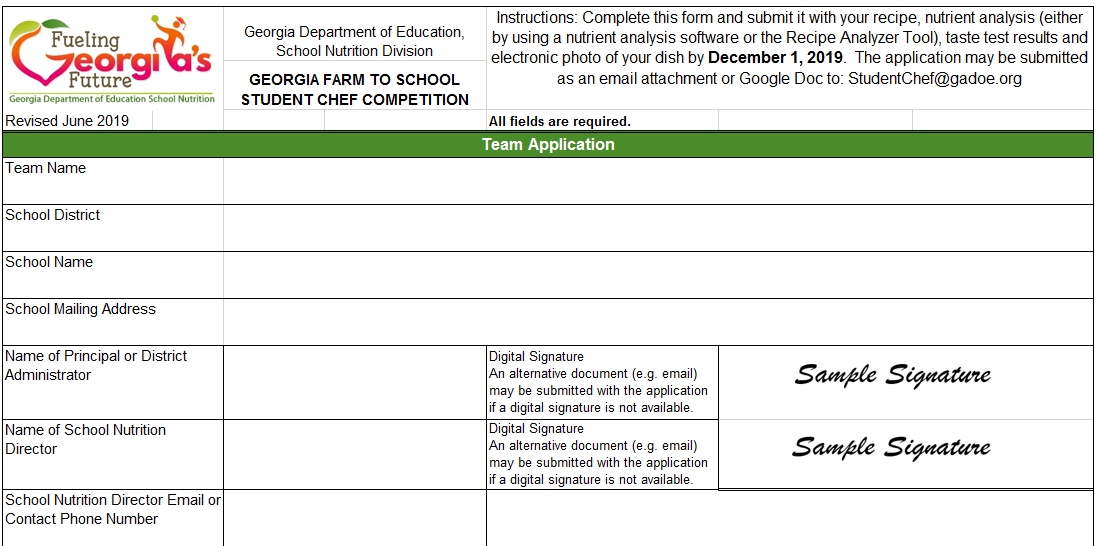 Fueling
Georgia's
Future
Georgia Department of Education School Nutrition
Georgia Department of Education,
School Nutrition Division
GEORGIA FARM TO SCHOOL
STUDENT CHEF COMPETITION
Instructions: Complete this form and submit it with your recipe, nutrient analysis (either
by using a nutrient analysis software or the Recipe Analyzer Tool), taste test results and
electronic photo of your dish by December 1, 2019.  The application may be submitted
as an email attachment or Google Doc to: StudentChef@gadoe.org
Revised June 2019
All fields are required.
Team Application
Team Name
School District
School Name
School Mailing Address
Name of Principal or District
Administrator
Digital Signature
An alternative document (e.g. email)
may be submitted with the application
if a digital signature is not available.
Sample Signature
Name of School Nutrition
Director
Digital Signature
An alternative document (e.g. email)
may be submitted with the application
if a digital signature is not available.
Sample Signature
School Nutrition Director Email or
Contact Phone Number